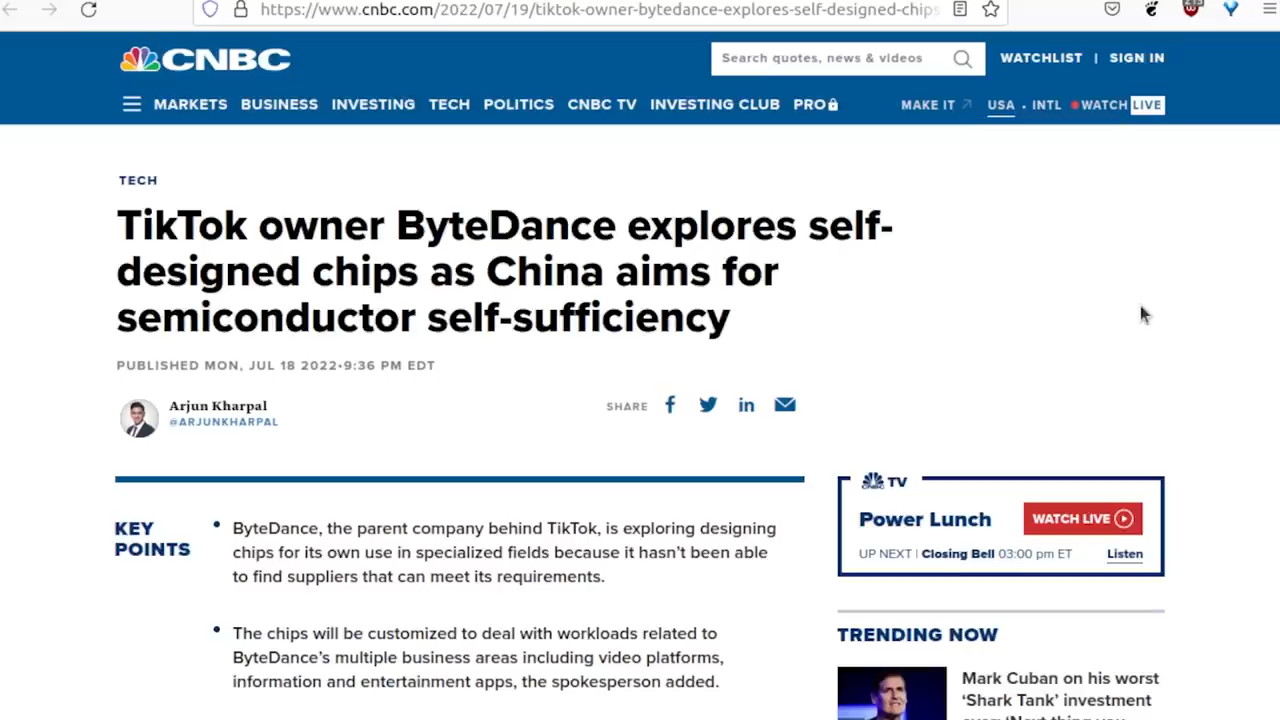 https://www.cnbc.com/2022/07/19/tiktok-owner-bytedance-explores-self-designed-chips
CNBC
Search quotes, news & videos
WATCHLIST | SIGN IN
MARKETS BUSINESS INVESTING TECH POLITICS CNBC TV INVESTING CLUB PRO
MAKE IT USA • INTL WATCH LIVE
TECH
TikTok owner ByteDance explores self-
designed chips as China aims for
semiconductor self-sufficiency
PUBLISHED MON, JUL 18 2022•9:36 PM EDT
Arjun Kharpal
@ARJUNKHARPAL
SHARE
KEY
POINTS
• ByteDance, the parent company behind TikTok, is exploring designing
chips for its own use in specialized fields because it hasn't been able
to find suppliers that can meet its requirements.
• The chips will be customized to deal with workloads related to
ByteDance's multiple business areas including video platforms,
information and entertainment apps, the spokesperson added.
CNBC TV
Power Lunch
WATCH LIVE
UP NEXT | Closing Bell 03:00 pm ET
Listen
TRENDING NOW
Mark Cuban on his worst
'Shark Tank' investment